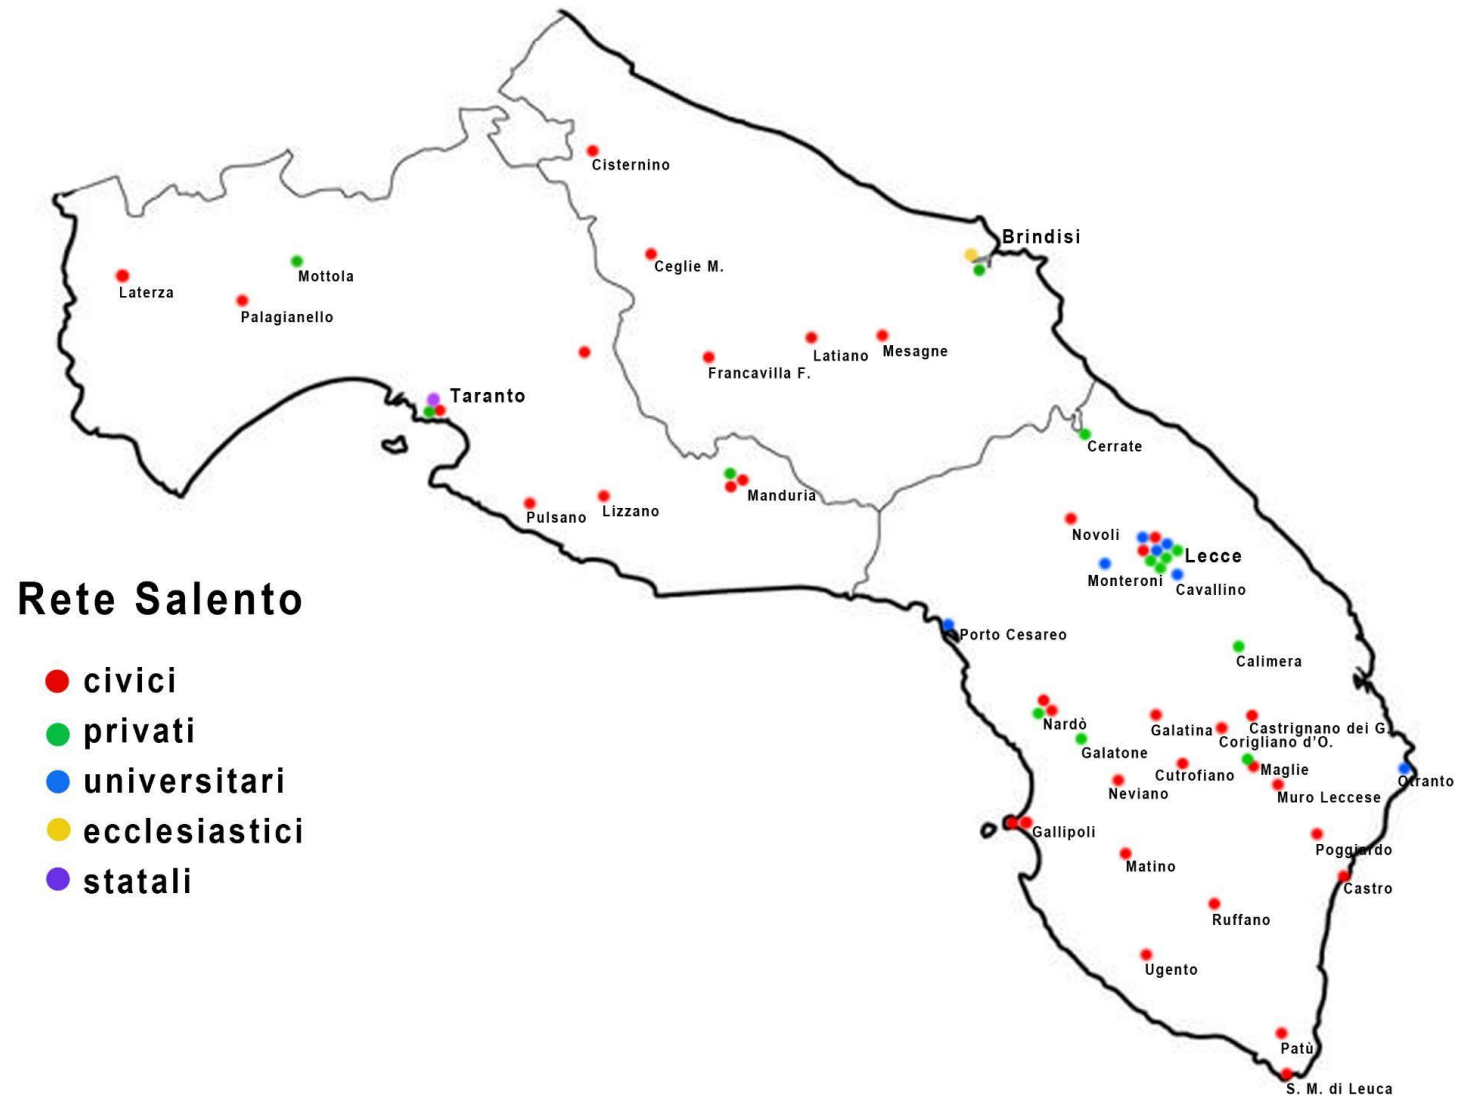 Cisternino
Brindisi
Ceglie M.
Mottola
Laterza
Palagianello
Latiano
Mesagne
Francavilla F.
Taranto
Cerrate
Manduria
Lizzano
Pulsano
Novoli
Lecce
Monteroni
Cavallino
Rete Salento
civici
privati
universitari
ecclesiastici
statali
Porto Cesareo
Calimera
Nardò
Galatina
Castrignano dei G.
Corigliano d'O.
Galatone
Maglie
Cutrofiano
Otranto
Neviano
Muro Leccese
Gallipoli
Poggiardo
Matino
Castro
Ruffano
Ugento
Patù
S. M. di Leuca